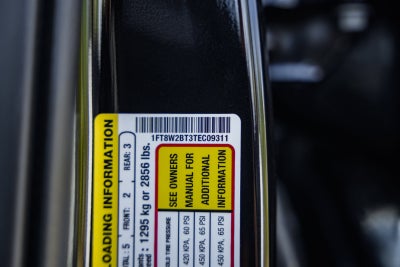 1FT8W2BT3TEC09311
LOADING INFORMATION
TOTAL: 5 FRONT: 2 REAR: 3
1295 kg or 2856 lbs.
COLD TIRE PRESSURE
SEE OWNERS
MANUAL FOR
ADDITIONAL
INFORMATION
420 KPA, 60 PSI
450 KPA, 65 PSI
450 KPA, 65 PSI